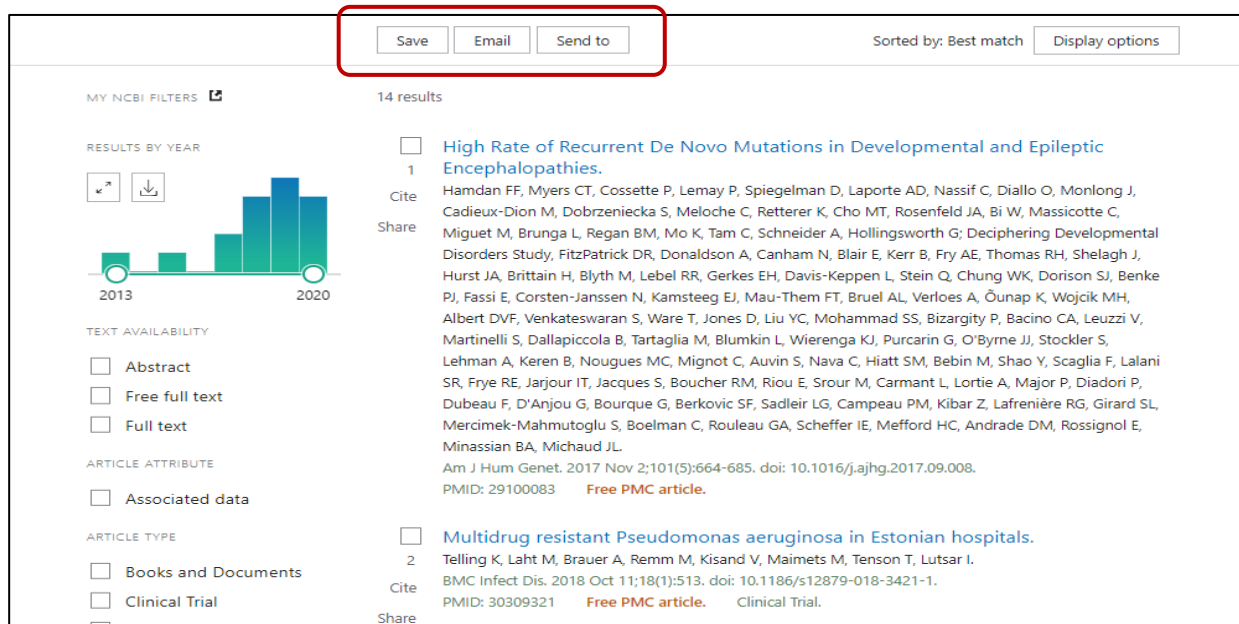 Save Email Send to Sorted by: Best match Display options
MY NCBI FILTERS
14 results
RESULTS BY YEAR
2013 2020
TEXT AVAILABILITY
Abstract
Free full text
Full text
ARTICLE ATTRIBUTE
Associated data
ARTICLE TYPE
Books and Documents
Clinical Trial
1
Cite
Share
High Rate of Recurrent De Novo Mutations in Developmental and Epileptic
Encephalopathies.
Hamdan FF, Myers CT, Cossette P, Lemay P, Spiegelman D, Laporte AD, Nassif C, Diallo O, Monlong J,
Cadieux-Dion M, Dobrzeniecka S, Meloche C, Retterer K, Cho MT, Rosenfeld JA, Bi W, Massicotte C,
Miguet M, Brunga L, Regan BM, Mo K, Tam C, Schneider A, Hollingsworth G; Deciphering Developmental
Disorders Study, FitzPatrick DR, Donaldson A, Canham N, Blair E, Kerr B, Fry AE, Thomas RH, Shelagh J,
Hurst JA, Brittain H, Blyth M, Lebel RR, Gerkes EH, Davis-Keppen L, Stein Q, Chung WK, Dorison SJ, Benke
PJ, Fassi E, Corsten-Janssen N, Kamsteeg EJ, Mau-Them FT, Bruel AL, Verloes A, Õunap K, Wojcik MH,
Albert DVF, Venkateswaran S, Ware T, Jones D, Liu YC, Mohammad SS, Bizargity P, Bacino CA, Leuzzi V,
Martinelli S, Dallapiccola B, Tartaglia M, Blumkin L, Wierenga KJ, Purcarin G, O'Byrne JJ, Stockler S,
Lehman A, Keren B, Nougues MC, Mignot C, Auvin S, Nava C, Hiatt SM, Bebin M, Shao Y, Scaglia F, Lalani
SR, Frye RE, Jarjour IT, Jacques S, Boucher RM, Riou E, Srour M, Carmant L, Lortie A, Major P, Diadori P,
Dubeau F, D'Anjou G, Bourque G, Berkovic SF, Sadleir LG, Campeau PM, Kibar Z, Lafrenière RG, Girard SL,
Mercimek-Mahmutoglu S, Boelman C, Rouleau GA, Scheffer IE, Mefford HC, Andrade DM, Rossignol E,
Minassian BA, Michaud JL.
Am J Hum Genet. 2017 Nov 2;101(5):664-685. doi: 10.1016/j.ajhg.2017.09.008.
PMID: 29100083 Free PMC article.
2
Cite
Share
Multidrug resistant Pseudomonas aeruginosa in Estonian hospitals.
Telling K, Laht M, Brauer A, Remm M, Kisand V, Maimets M, Tenson T, Lutsar I.
BMC Infect Dis. 2018 Oct 11;18(1):513. doi: 10.1186/s12879-018-3421-1.
PMID: 30309321 Free PMC article. Clinical Trial.